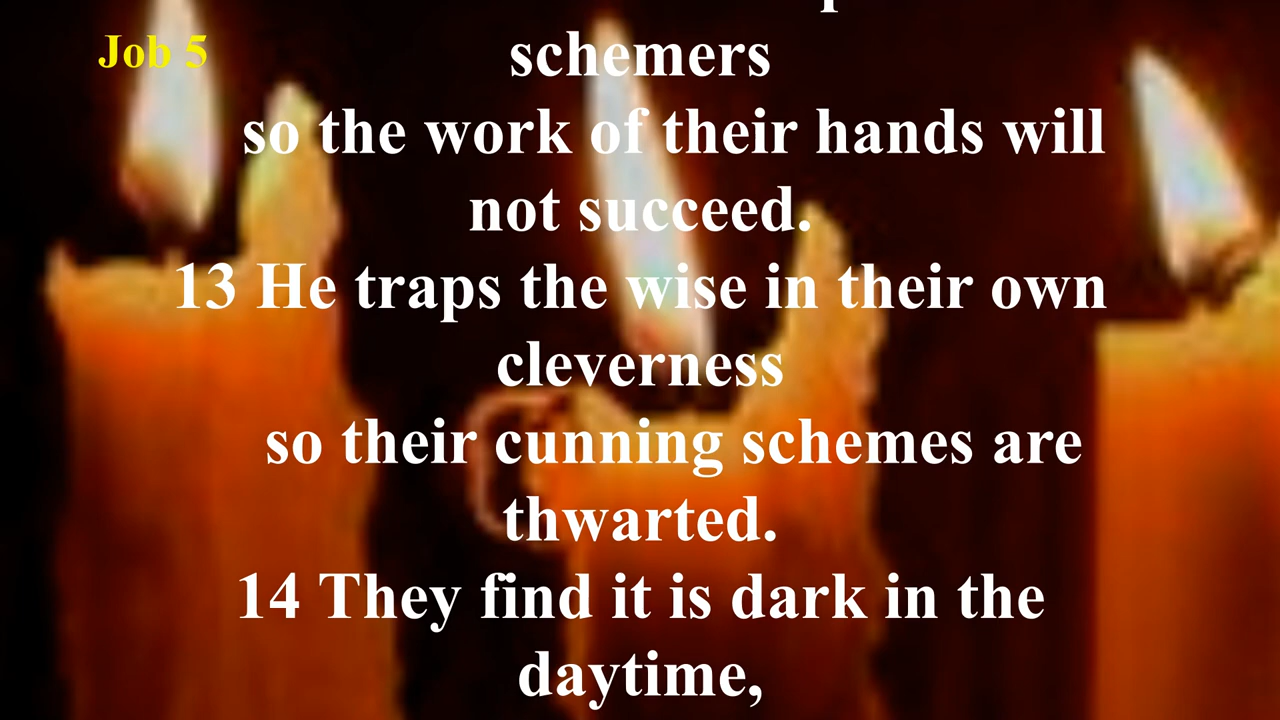 Job 5
schemers
so the work of their hands will
not succeed.
13 He traps the wise in their own
cleverness
so their cunning schemes are
thwarted.
14 They find it is dark in the
daytime,